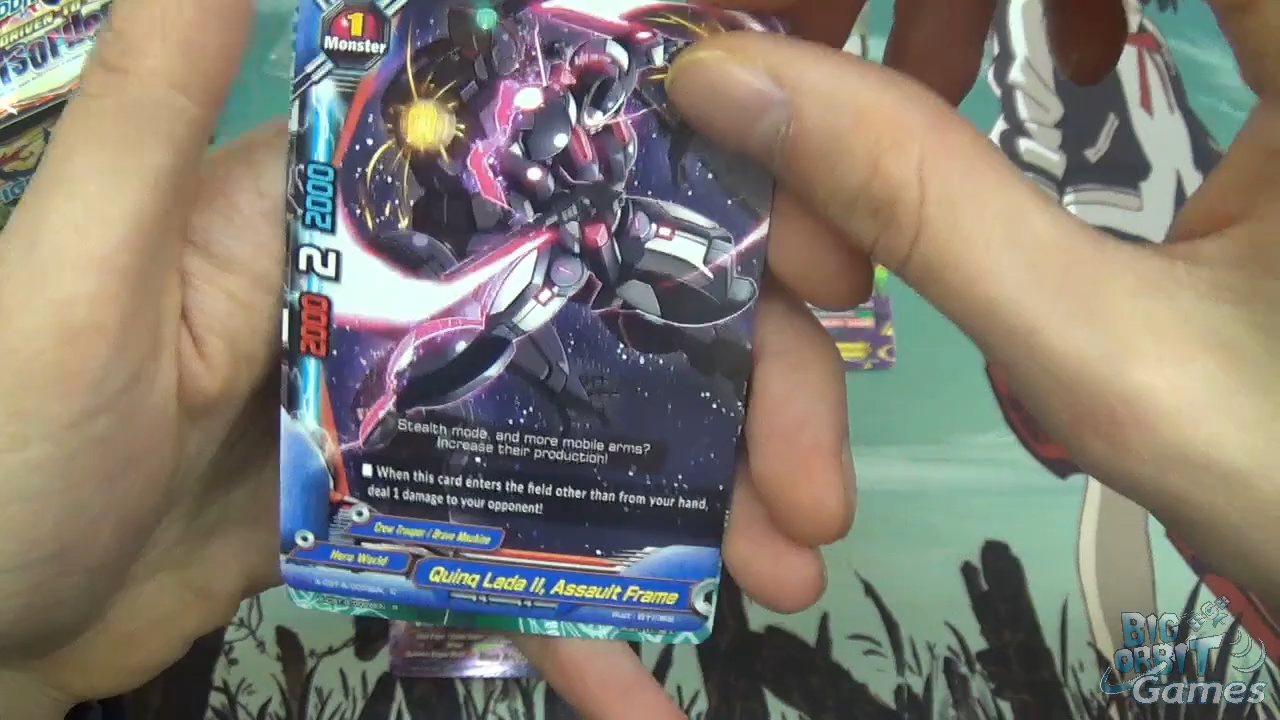 1
Monster
2000
2
2000
Stealth mode, and more mobile arms?
Increase their production!
When this card enters the field other than from your hand,
deal 1 damage to your opponent!
Crew Trooper / Brave Machine
Hero World
Quinq Lada II, Assault Frame
BIG
ORBIT
Games